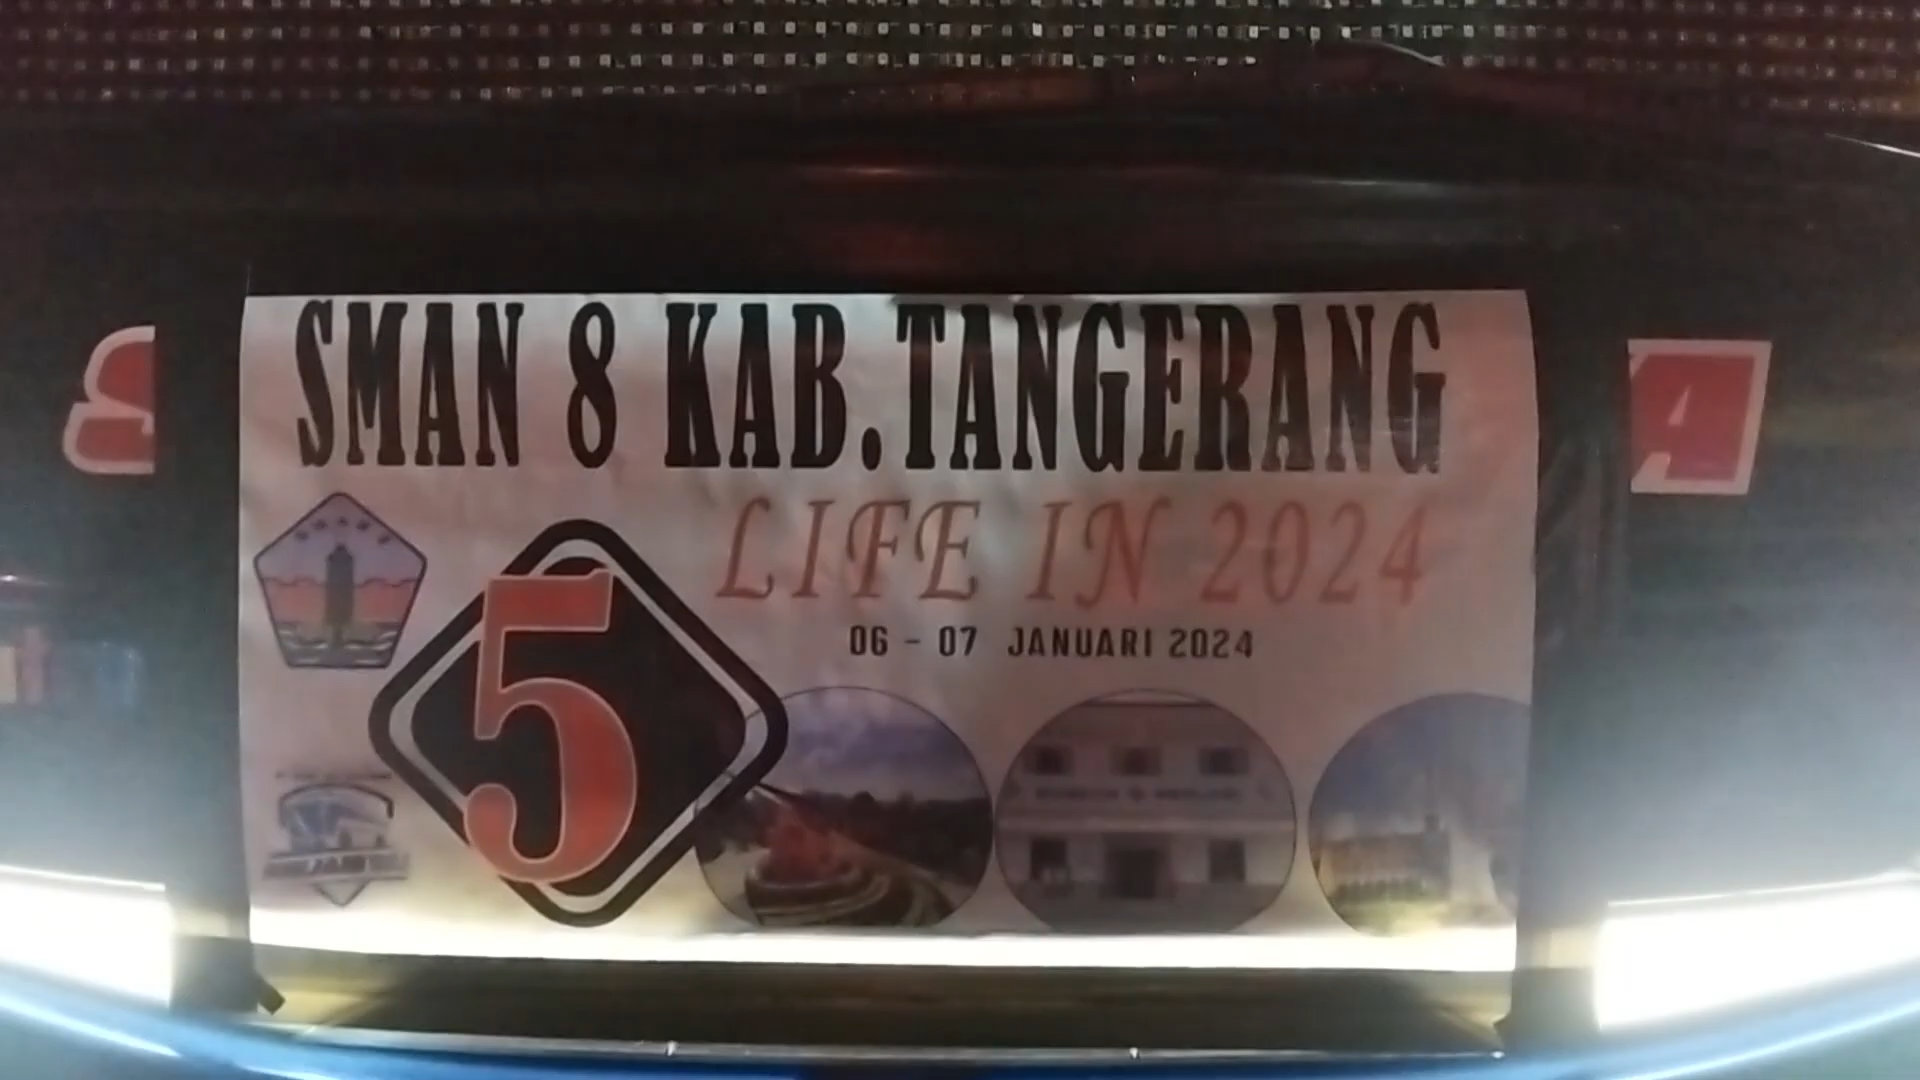 SMAN 8 KAB.TANGERANG
LIFE IN 2024
06 - 07 JANUARI 2024
5